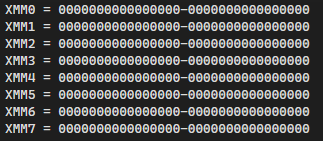 XMM0 = 0000000000000000-0000000000000000
XMM1 = 0000000000000000-0000000000000000
XMM2 = 0000000000000000-0000000000000000
XMM3 = 0000000000000000-0000000000000000
XMM4 = 0000000000000000-0000000000000000
XMM5 = 0000000000000000-0000000000000000
XMM6 = 0000000000000000-0000000000000000
XMM7 = 0000000000000000-0000000000000000